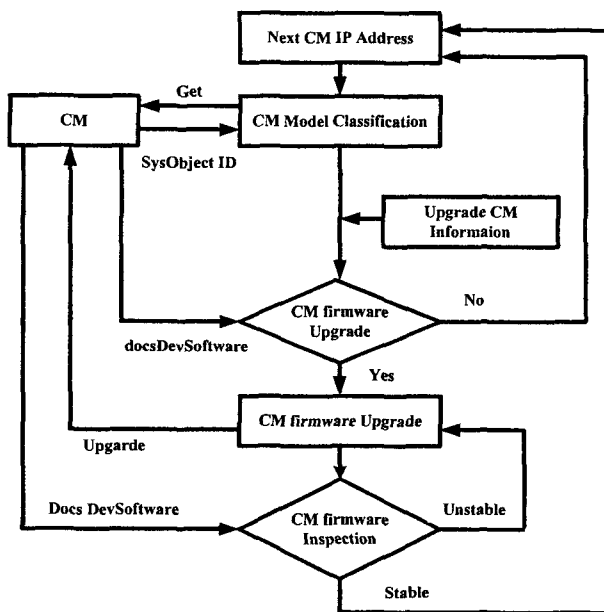 Next CM IP Address
Get
CM
CM Model Classification
SysObject ID
Upgrade CM
Informaion
CM firmware
Upgrade
No
docsDevSoftware
Yes
CM firmware Upgrade
Upgarde
Docs DevSoftware
CM firmware
Inspection
Unstable
Stable